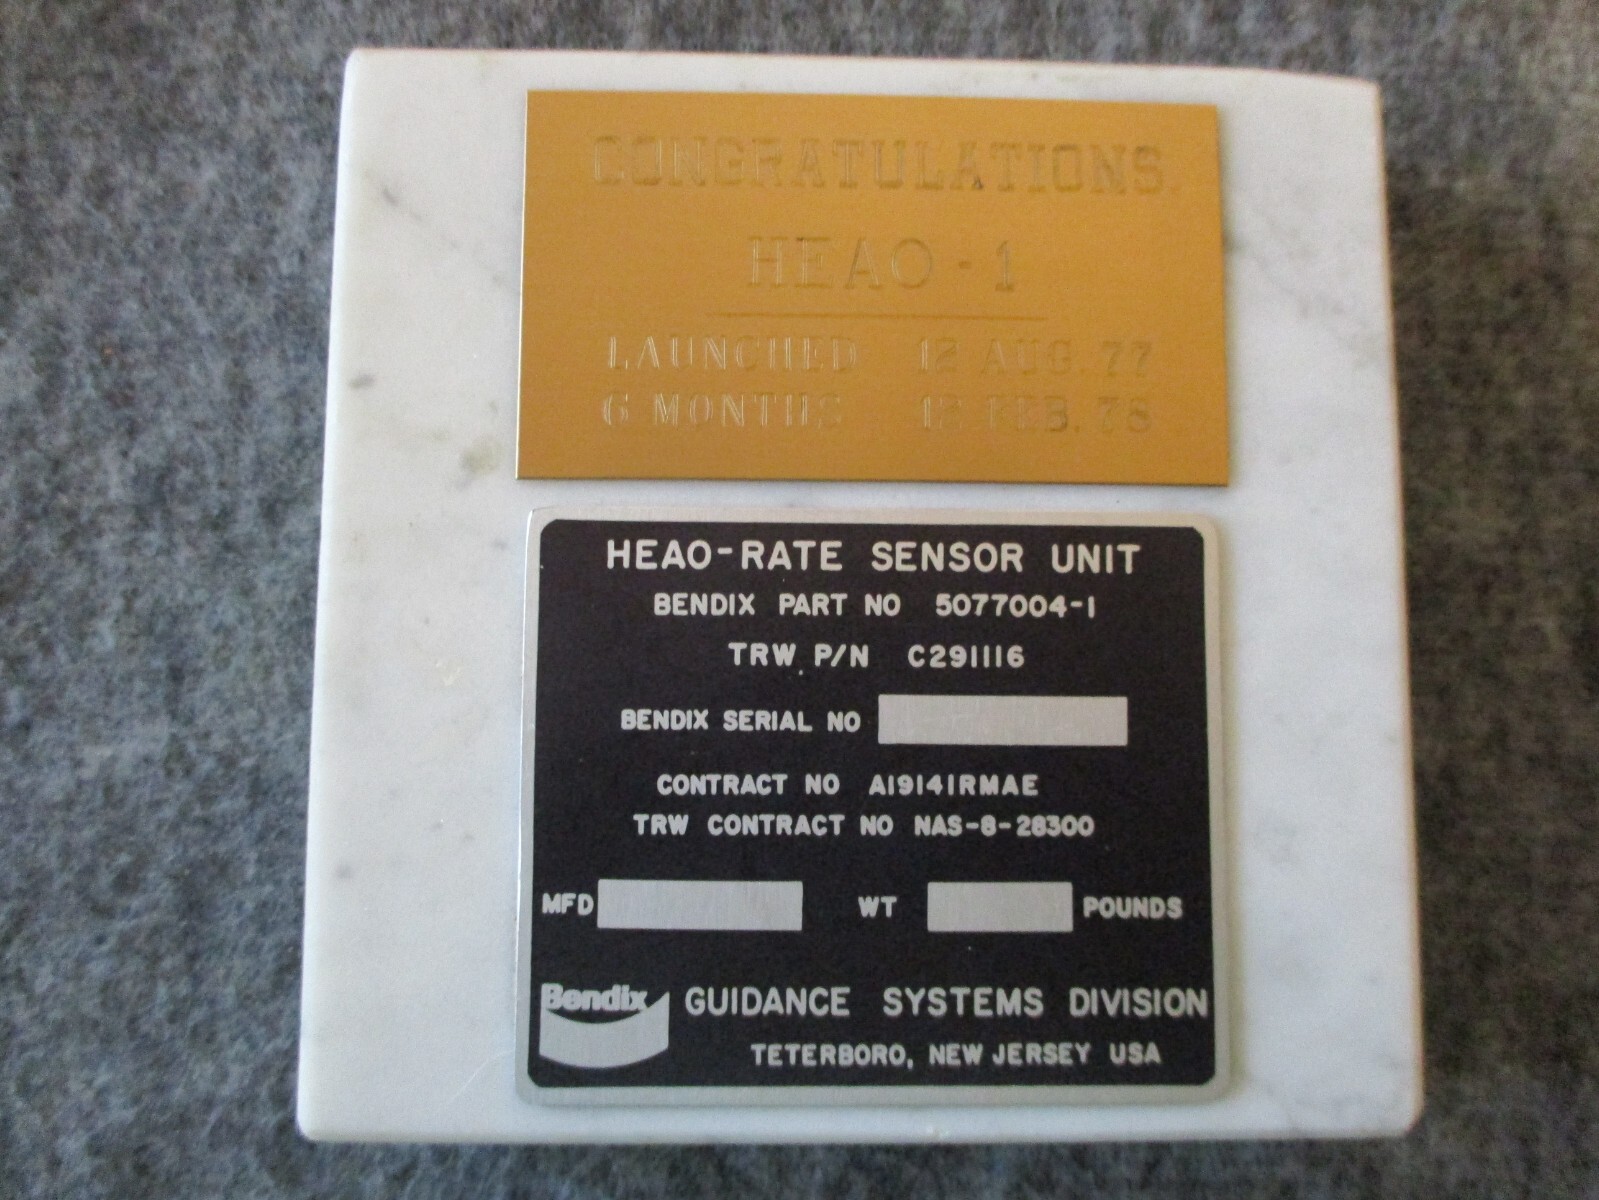 CONGRATULATIONS.
HEAO - 1
LAUNCHED 12 AUG. 77
6 MONTHS 12 FEB. 78
HEAO-RATE SENSOR UNIT
BENDIX PART NO 5077004-1
TRW P/N C291116
BENDIX SERIAL NO
CONTRACT NO A19141RMAE
TRW CONTRACT NO NAS-8-28300
MFD WT POUNDS
Bendix GUIDANCE SYSTEMS DIVISION
TETERBORO, NEW JERSEY USA